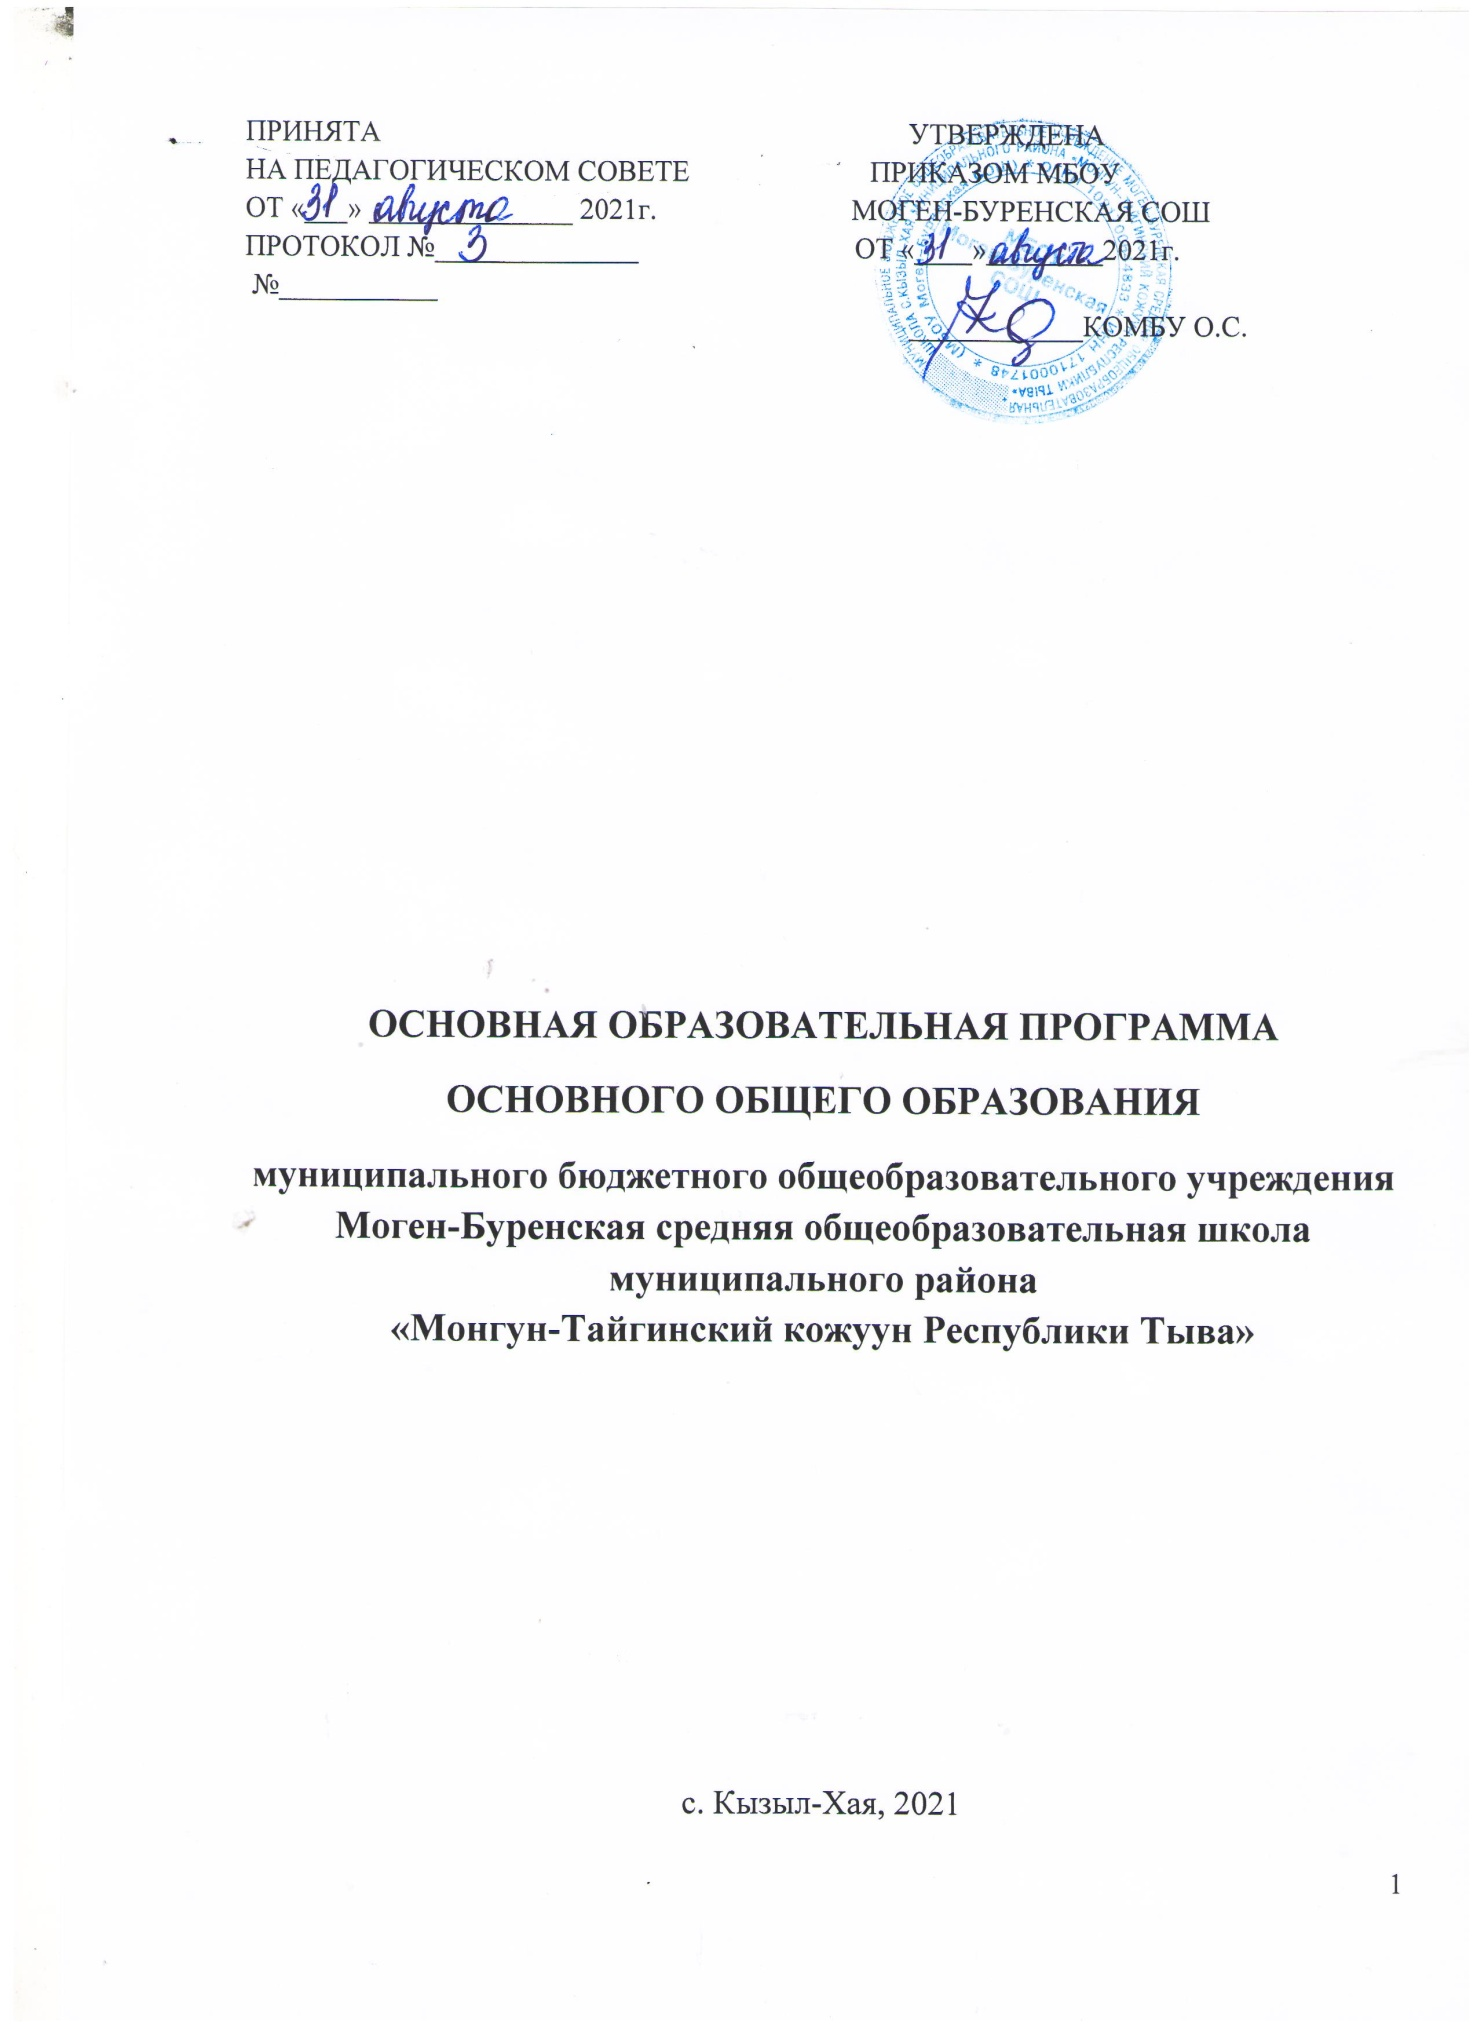 ПРИНЯТА
НА ПЕДАГОГИЧЕСКОМ СОВЕТЕ
ОТ «31» августа 2021г.
ПРОТОКОЛ № 3
№___________
УТВЕРЖДЕНА
ПРИКАЗОМ МБОУ
МОГЕН-БУРЕНСКАЯ СОШ
ОТ «31» августа 2021г.
____________КОМБУ О.С.
ОСНОВНАЯ ОБРАЗОВАТЕЛЬНАЯ ПРОГРАММА
ОСНОВНОГО ОБЩЕГО ОБРАЗОВАНИЯ
муниципального бюджетного общеобразовательного учреждения
Моген-Буренская средняя общеобразовательная школа
муниципального района
«Монгун-Тайгинский кожуун Республики Тыва»
с. Кызыл-Хая, 2021
1